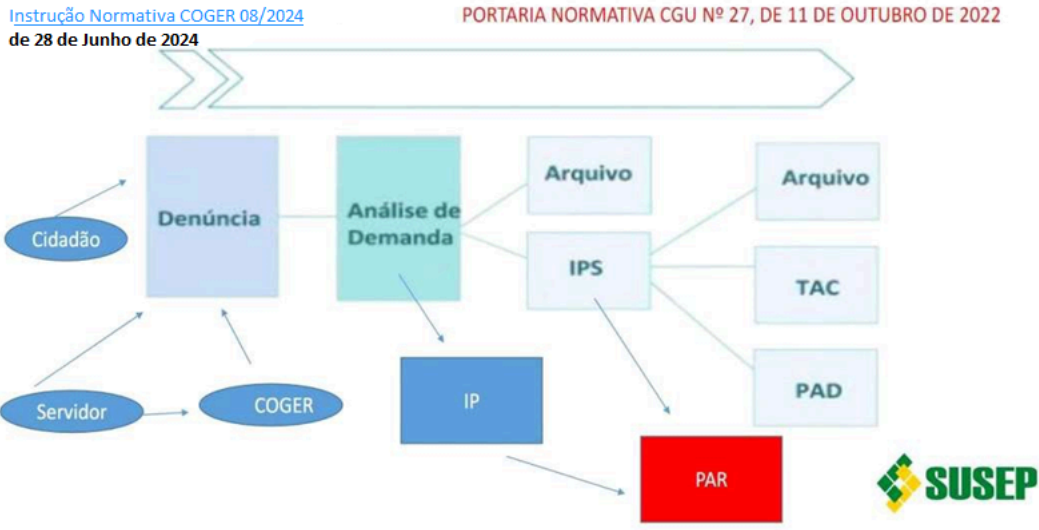 Instrução Normativa COGER 08/2024
de 28 de Junho de 2024
PORTARIA NORMATIVA CGU Nº 27, DE 11 DE OUTUBRO DE 2022
Denúncia
Análise de
Demanda
Arquivo
IPS
Arquivo
TAC
PAD
Cidadão
Servidor
COGER
IP
PAR
SUSEP